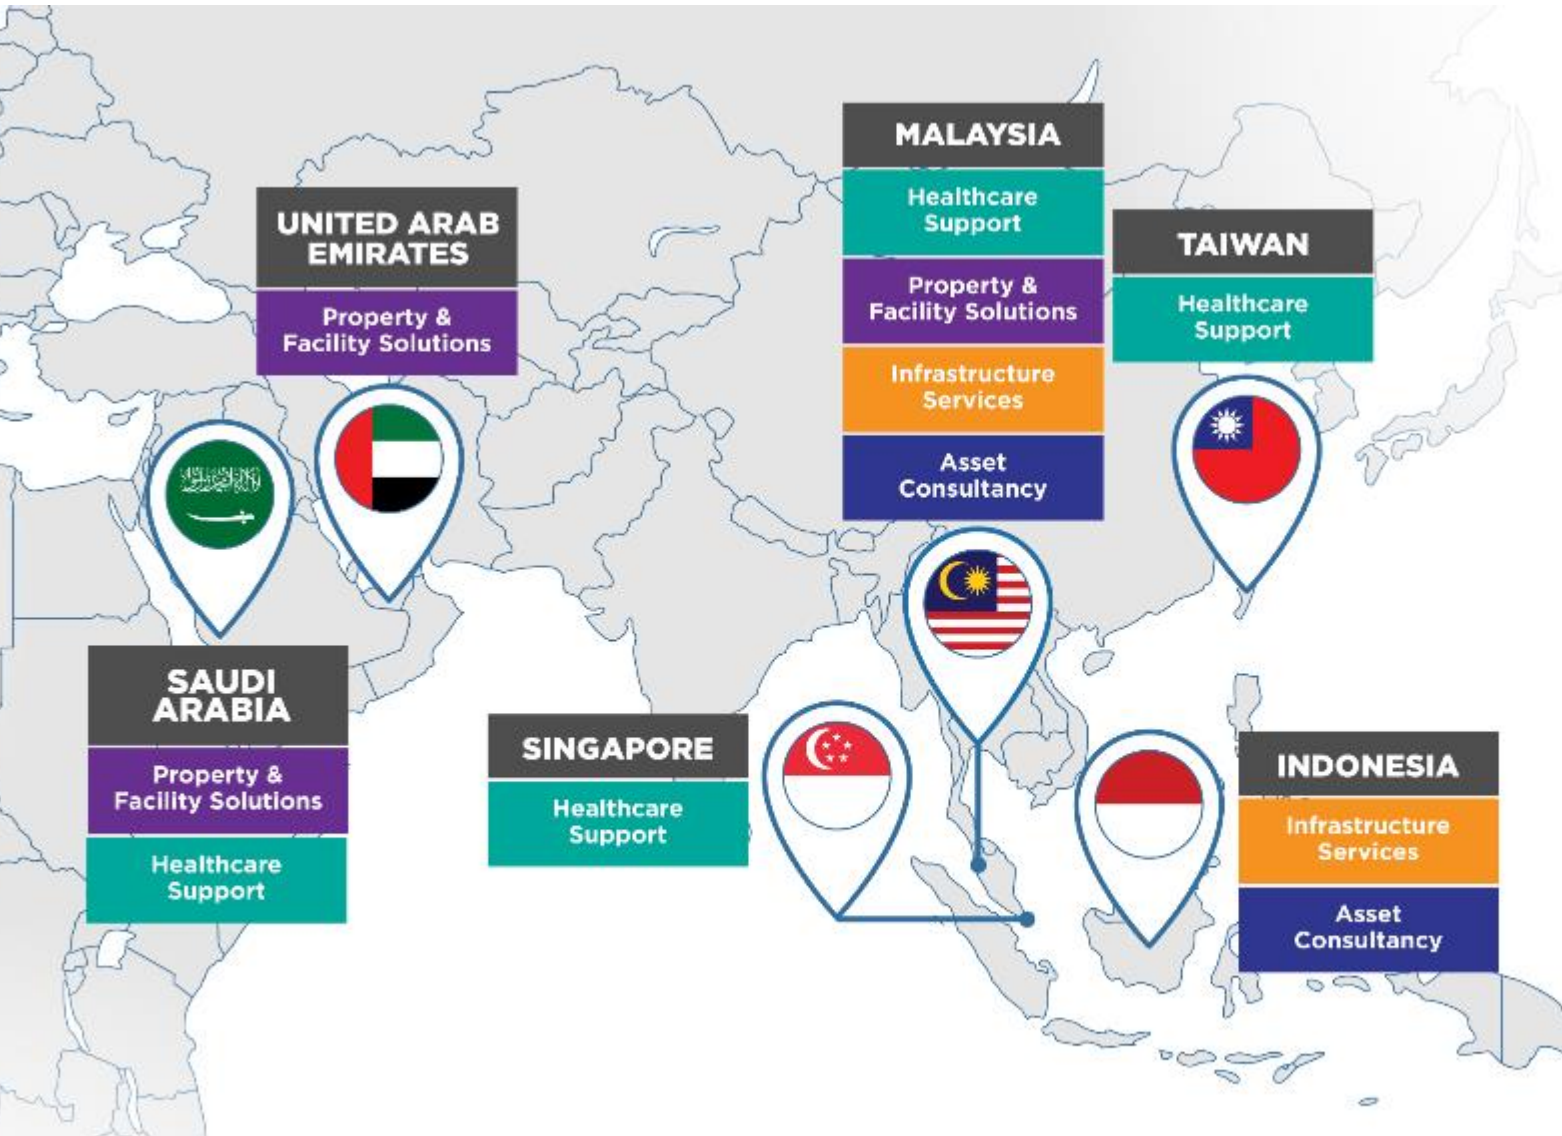 UNITED ARAB
EMIRATES
Property &
Facility Solutions
MALAYSIA
Healthcare
Support
Property &
Facility Solutions
Infrastructure
Services
Asset
Consultancy
TAIWAN
Healthcare
Support
SAUDI
ARABIA
Property &
Facility Solutions
Healthcare
Support
SINGAPORE
Healthcare
Support
INDONESIA
Infrastructure
Services
Asset
Consultancy